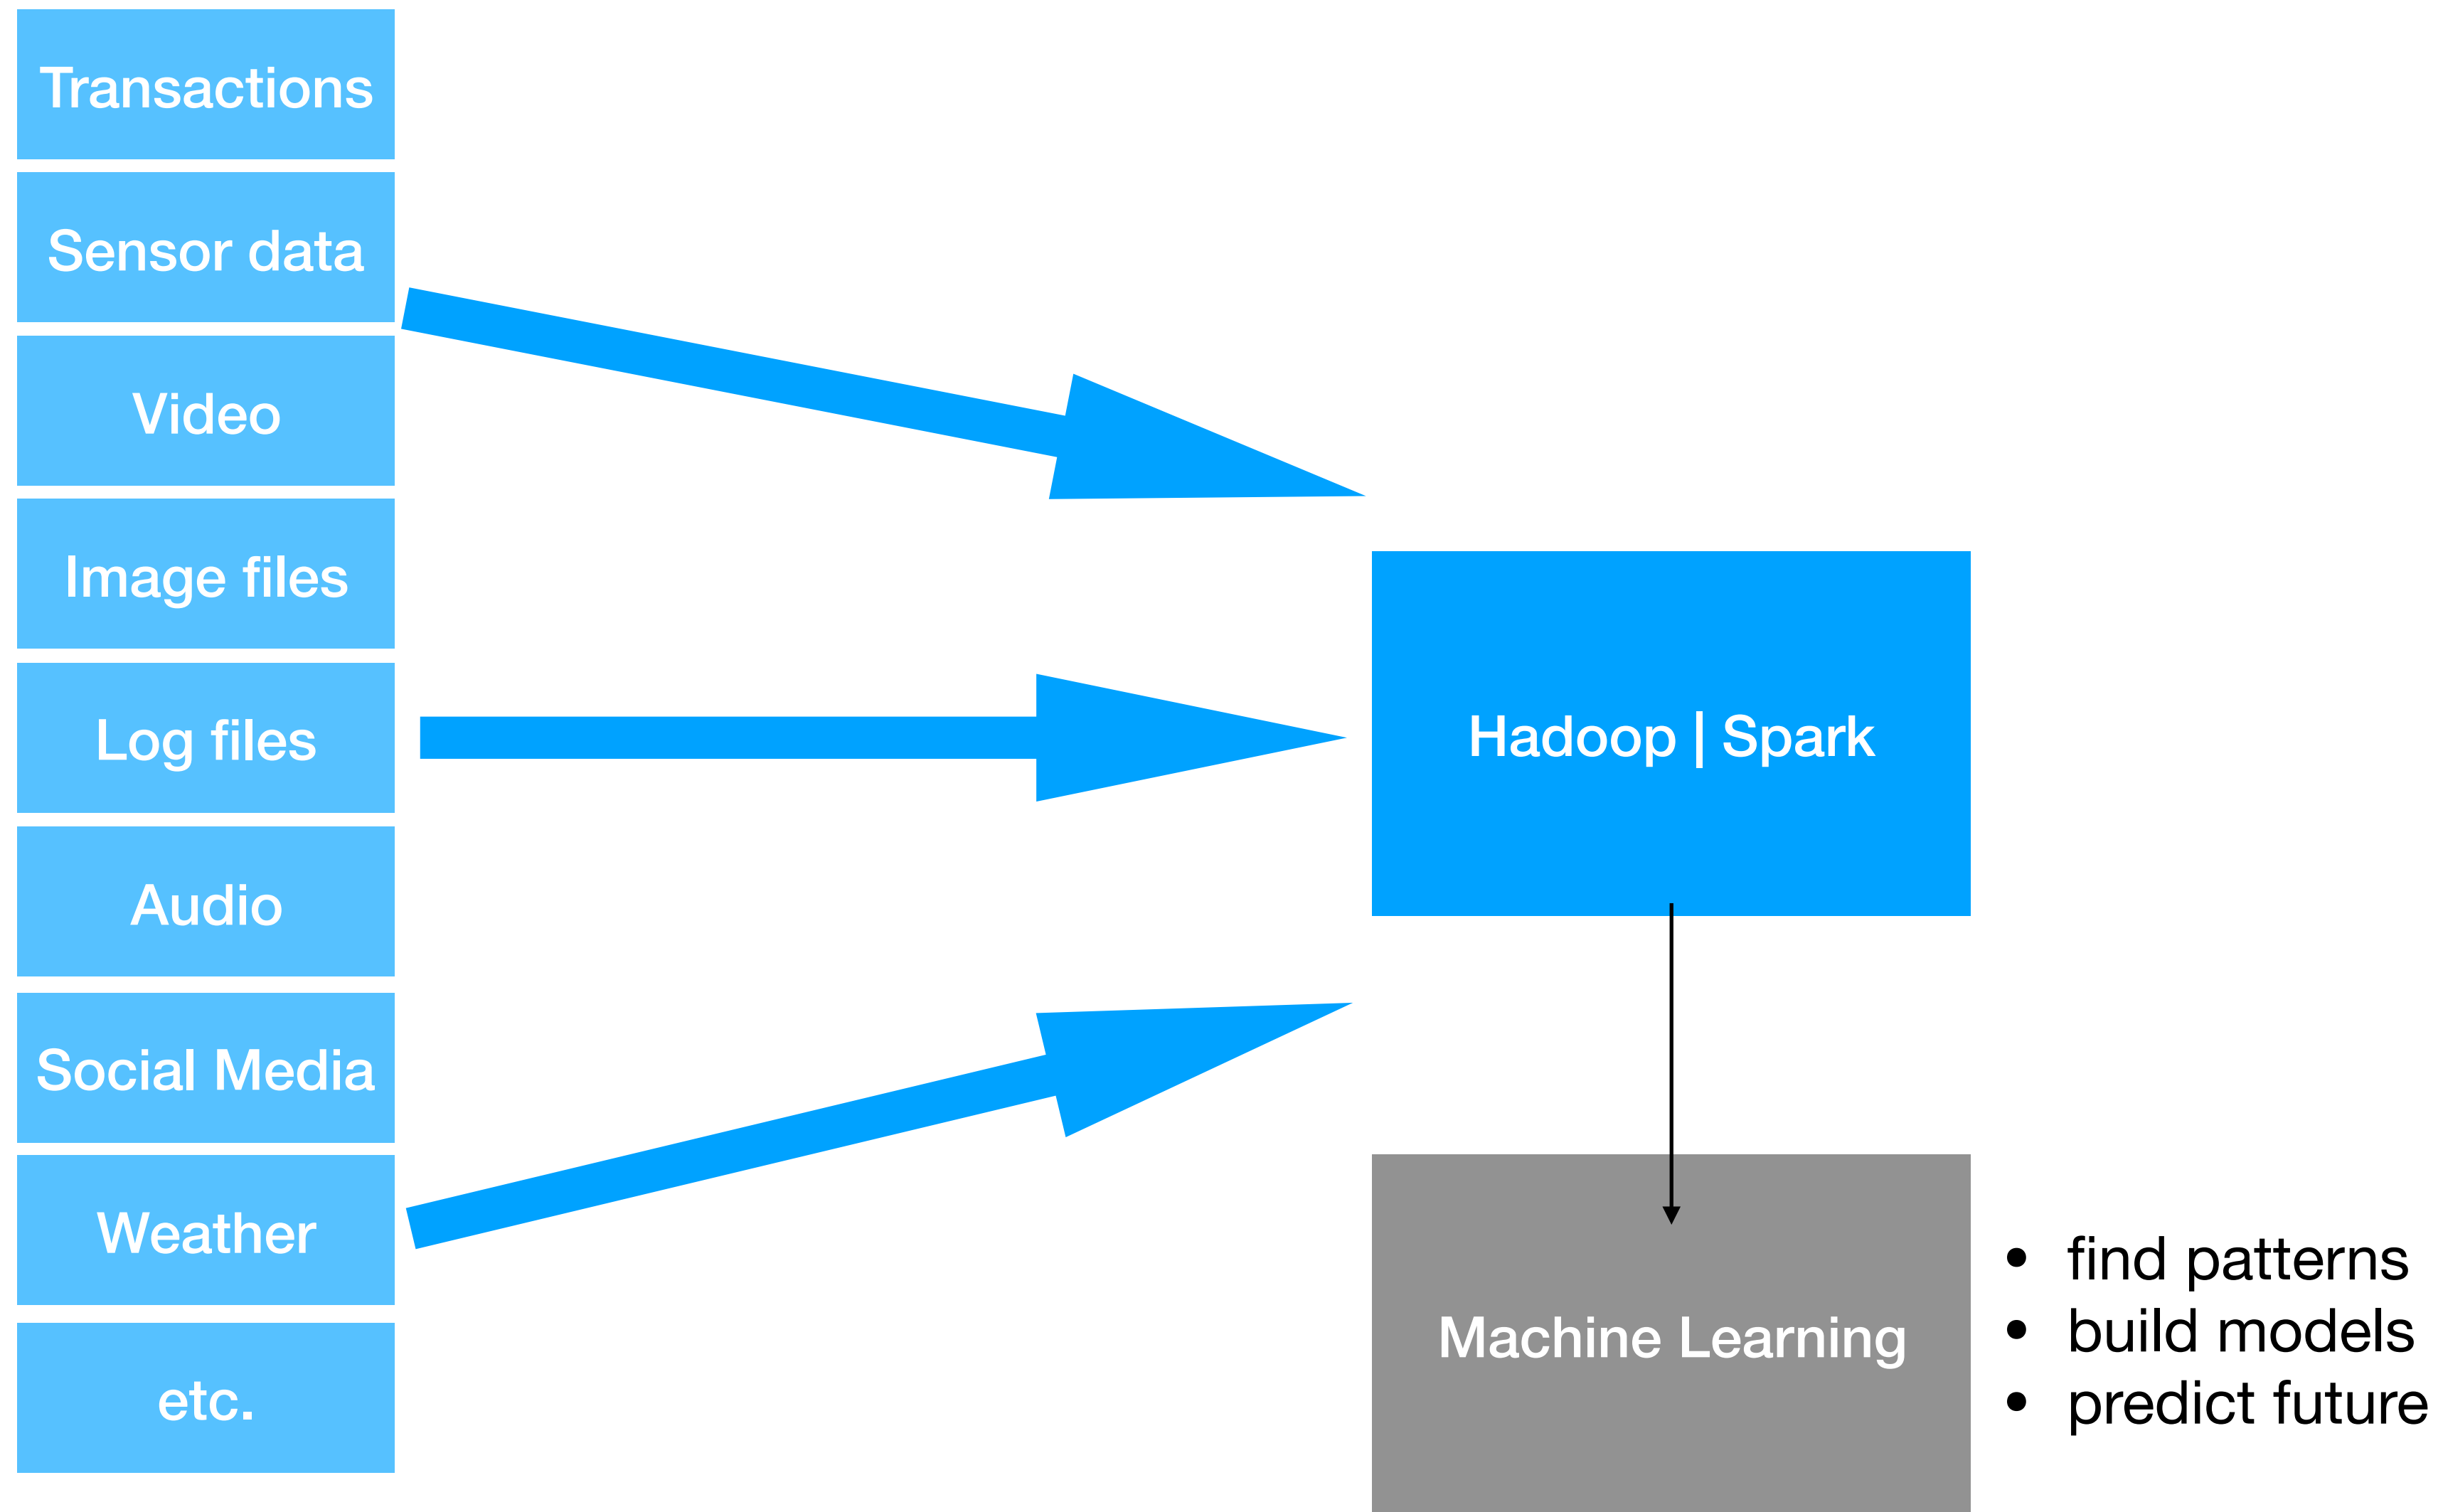 Transactions
Sensor data
Video
Image files
Log files
Audio
Social Media
Weather
etc.
Hadoop | Spark
Machine Learning
• find patterns
• build models
• predict future